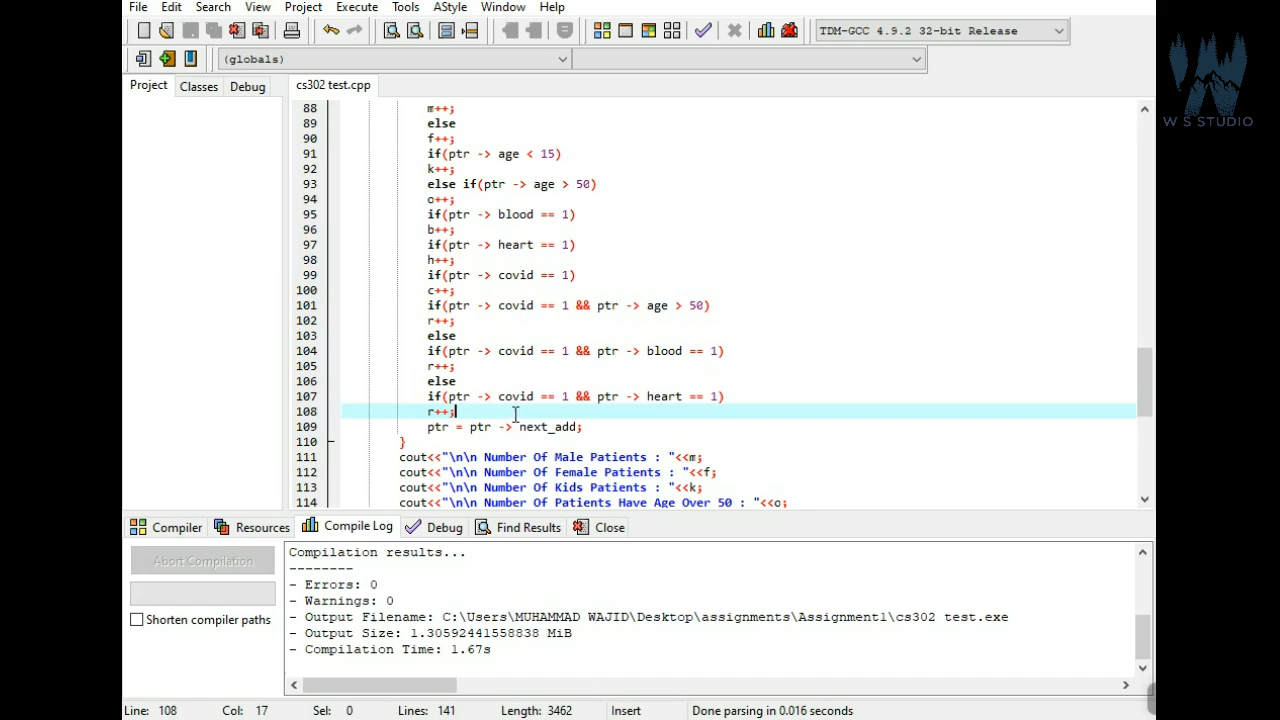 File Edit Search View Project Execute Tools AStyle Window Help
TDM-GCC 4.9.2 32-bit Release
(globals)
Project Classes Debug
cs302 test.cpp
88 m++;
89 else
90 f++;
91 if(ptr -> age < 15)
92 k++;
93 else if(ptr -> age > 50)
94 o++;
95 if(ptr -> blood == 1)
96 b++;
97 if(ptr -> heart == 1)
98 h++;
99 if(ptr -> covid == 1)
100 c++;
101 if(ptr -> covid == 1 && ptr -> age > 50)
102 r++;
103 else
104 if(ptr -> covid == 1 && ptr -> blood == 1)
105 r++;
106 else
107 if(ptr -> covid == 1 && ptr -> heart == 1)
108 r++;
109 ptr = ptr -> next_add;
110 }
111 cout<<"\n\n Number Of Male Patients : "<<m;
112 cout<<"\n\n Number Of Female Patients : "<<f;
113 cout<<"\n\n Number Of Kids Patients : "<<k;
114 cout<<"\n\n Number Of Patients Have Age Over 50 : "<<o;
W S STUDIO
Compiler Resources Compile Log Debug Find Results Close
Abort Compilation
Shorten compiler paths
Compilation results...
--------
- Errors: 0
- Warnings: 0
- Output Filename: C:\Users\MUHAMMAD WAJID\Desktop\assignments\Assignment1\cs302 test.exe
- Output Size: 1.30592441558838 MiB
- Compilation Time: 1.67s
Line: 108 Col: 17 Sel: 0 Lines: 141 Length: 3462 Insert Done parsing in 0.016 seconds